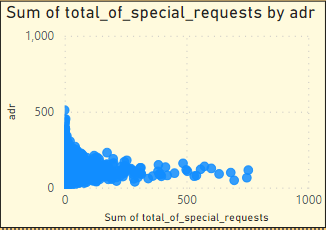 Sum of total_of_special_requests by adr
1,000
500
0
adr
0
500
1000
Sum of total_of_special_requests